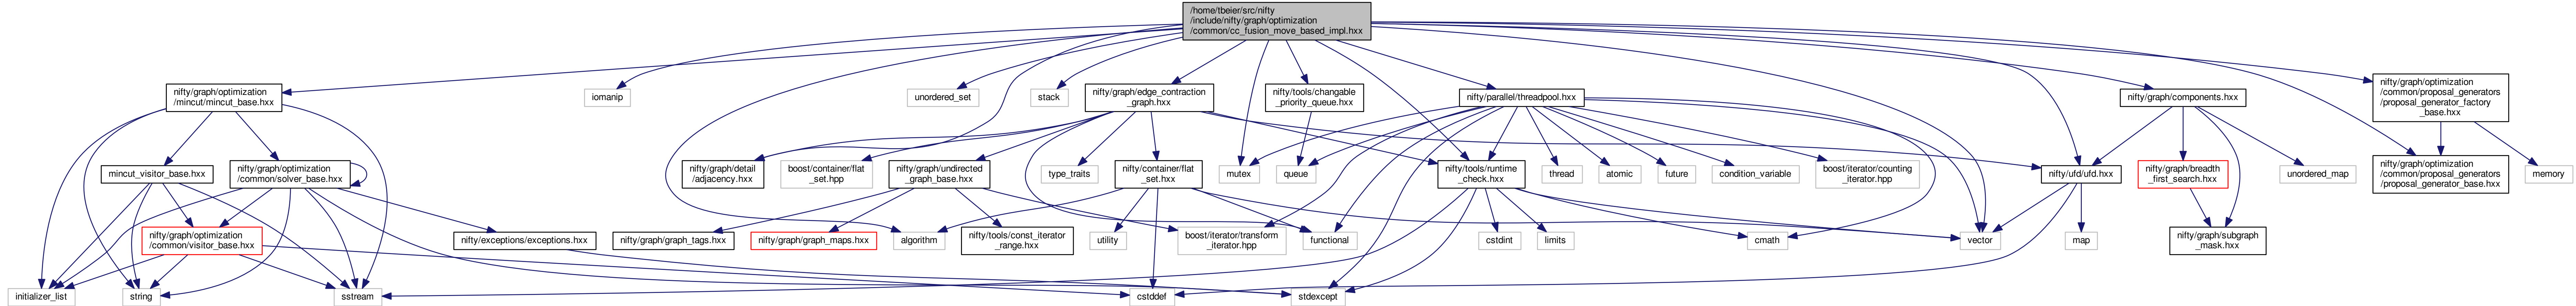 /home/tbeier/src/nifty
/include/nifty/graph/optimization
/common/cc_fusion_move_based_impl.hxx
nifty/graph/optimization
/mincut/mincut_base.hxx
iomanip
unordered_set
stack
nifty/graph/edge_contraction
_graph.hxx
nifty/tools/changable
_priority_queue.hxx
nifty/parallel/threadpool.hxx
nifty/graph/components.hxx
nifty/graph/optimization
/common/proposal_generators
/proposal_generator_factory
_base.hxx
mincut_visitor_base.hxx
nifty/graph/optimization
/common/solver_base.hxx
nifty/graph/detail
/adjacency.hxx
boost/container/flat
_set.hpp
nifty/graph/undirected
_graph_base.hxx
type_traits
nifty/container/flat
_set.hxx
mutex
queue
nifty/tools/runtime
_check.hxx
thread
atomic
future
condition_variable
boost/iterator/counting
_iterator.hpp
nifty/ufd/ufd.hxx
nifty/graph/breadth
_first_search.hxx
unordered_map
nifty/graph/optimization
/common/proposal_generators
/proposal_generator_base.hxx
memory
nifty/graph/optimization
/common/visitor_base.hxx
nifty/exceptions/exceptions.hxx
nifty/graph/graph_tags.hxx
nifty/graph/graph_maps.hxx
algorithm
nifty/tools/const_iterator
_range.hxx
utility
boost/iterator/transform
_iterator.hpp
functional
cstdint
limits
cmath
vector
map
nifty/graph/subgraph
_mask.hxx
initializer_list
string
sstream
cstddef
stdexcept